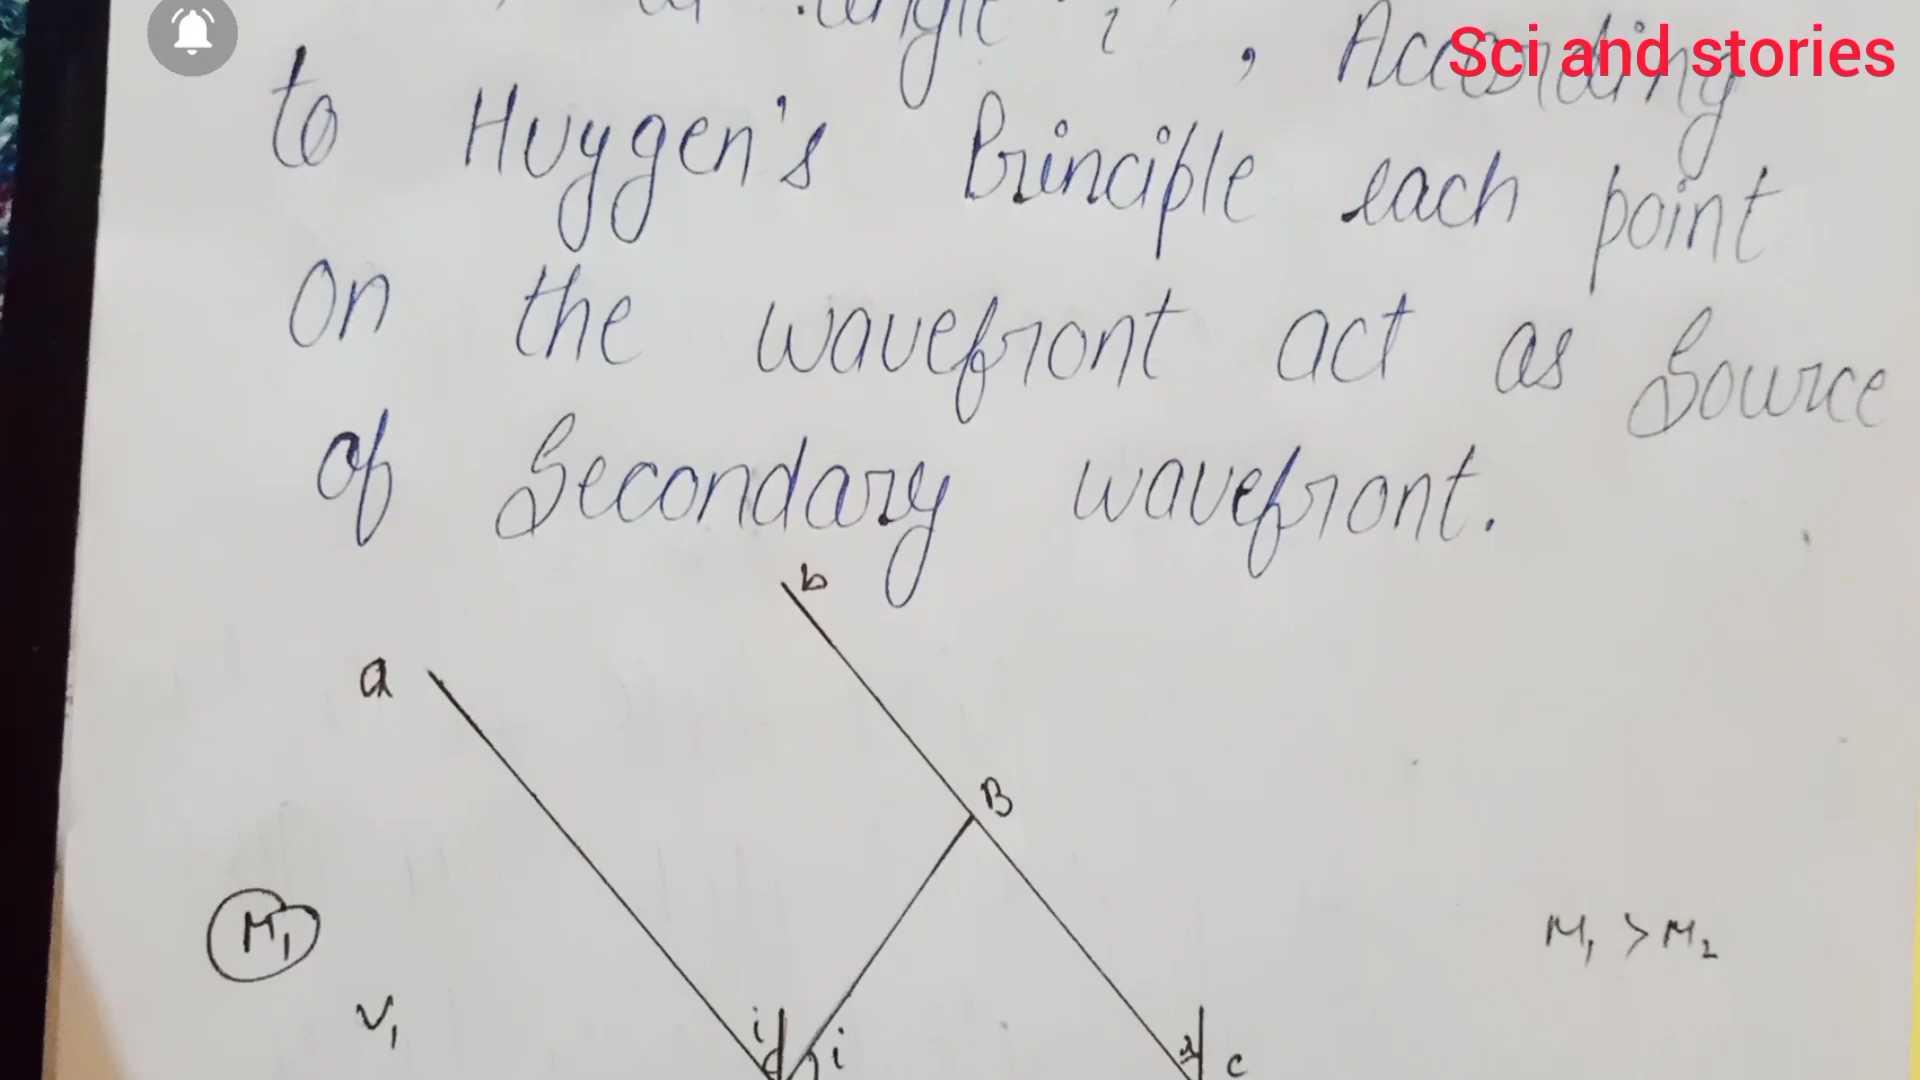 Sci and stories
angle i, According
to Huygen's Principle each point
on the wavefront act as Source
of Secondary wavefront.
b
a
B
M1
M1 > M2
V1
i
i
c